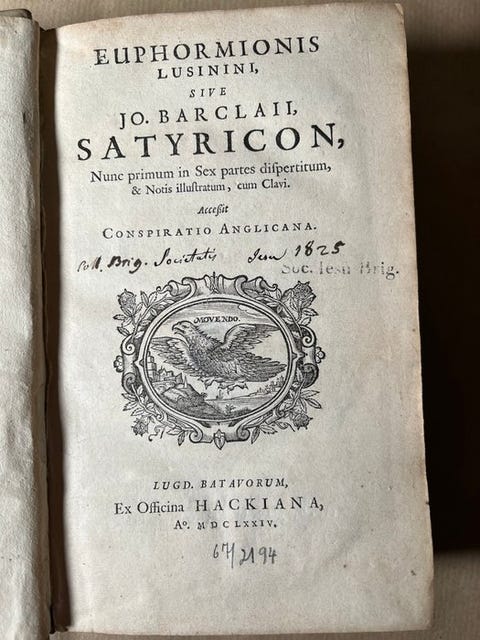 EUPHORMIONIS
LUSININI,
SIVE
JO. BARCLAII,
SATYRICON,
Nunc primum in Sex partes diſpertitum,
& Notis illuſtratum, cum Clavi.
Acceſsit
CONSPIRATIO ANGLICANA.
Coll. Brig. Societatis Jesu 1825
Soc. Iesu Brig.
MOVENDO.
LUGD. BATAVORUM,
Ex Officina HACKIANA,
Aº. MDCLXXIV.
67/2194